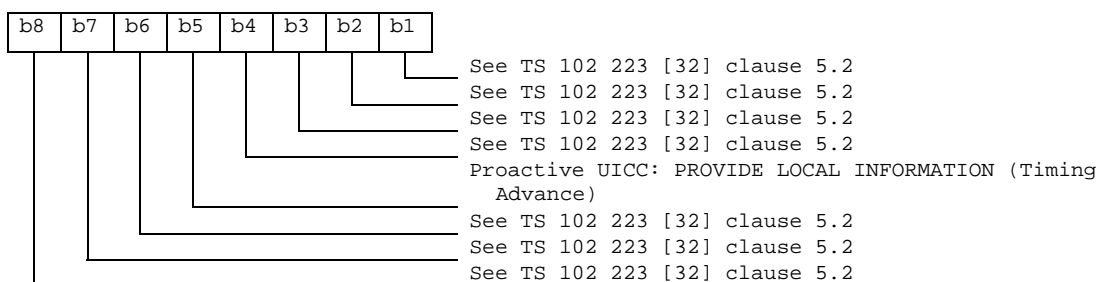 b8 b7 b6 b5 b4 b3 b2 b1
See TS 102 223 [32] clause 5.2
See TS 102 223 [32] clause 5.2
See TS 102 223 [32] clause 5.2
See TS 102 223 [32] clause 5.2
Proactive UICC: PROVIDE LOCAL INFORMATION (Timing
Advance)
See TS 102 223 [32] clause 5.2
See TS 102 223 [32] clause 5.2
See TS 102 223 [32] clause 5.2